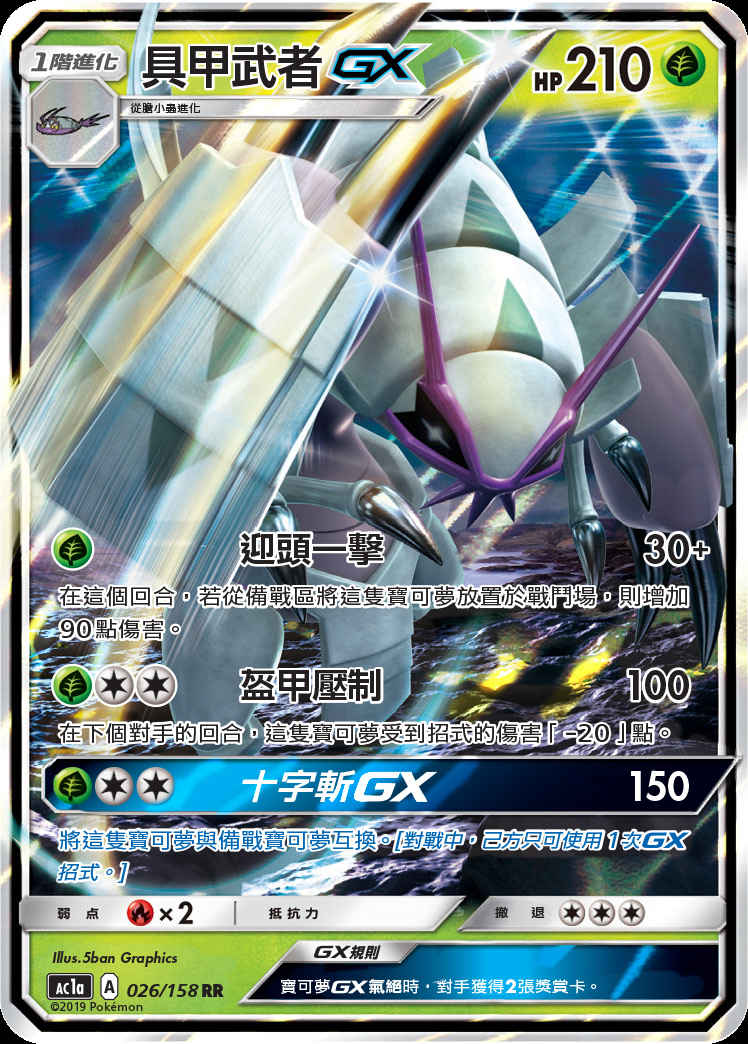 1階進化
具甲武者GX
HP210
從膽小蟲進化
迎頭一擊 30+
在這個回合，若從備戰區將這隻寶可夢放置於戰鬥場，則增加
90點傷害。
盔甲壓制 100
在下個對手的回合，這隻寶可夢受到招式的傷害「-20」點。
十字斬GX 150
將這隻寶可夢與備戰寶可夢互換。[對戰中，己方只可使用1次GX
招式。]
弱點 ×2 抵抗力 撤退
Illus.5ban Graphics
GX規則
AC1a A 026/158 RR
寶可夢GX氣絕時，對手獲得2張獎賞卡。
©2019 Pokémon